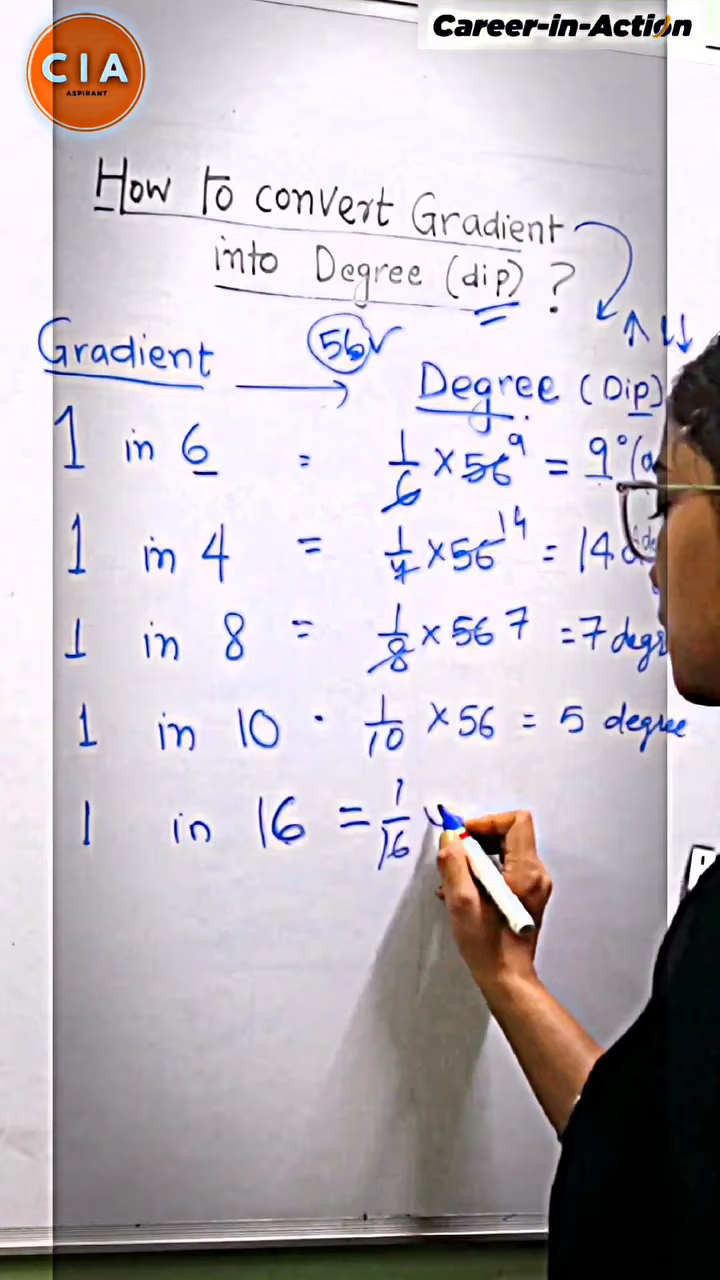 Career-in-Action
CIA
ASPIRANT
How to convert Gradient
into Degree (dip) ?
56
Gradient → Degree (Dip)
1 in 6 = 1/6 × 56 9 = 9°
1 in 4 = 1/4 × 56 14 = 14
1 in 8 = 1/8 × 56 7 = 7 degr
1 in 10 · 1/10 × 56 = 5 degree
1 in 16 = 1/16